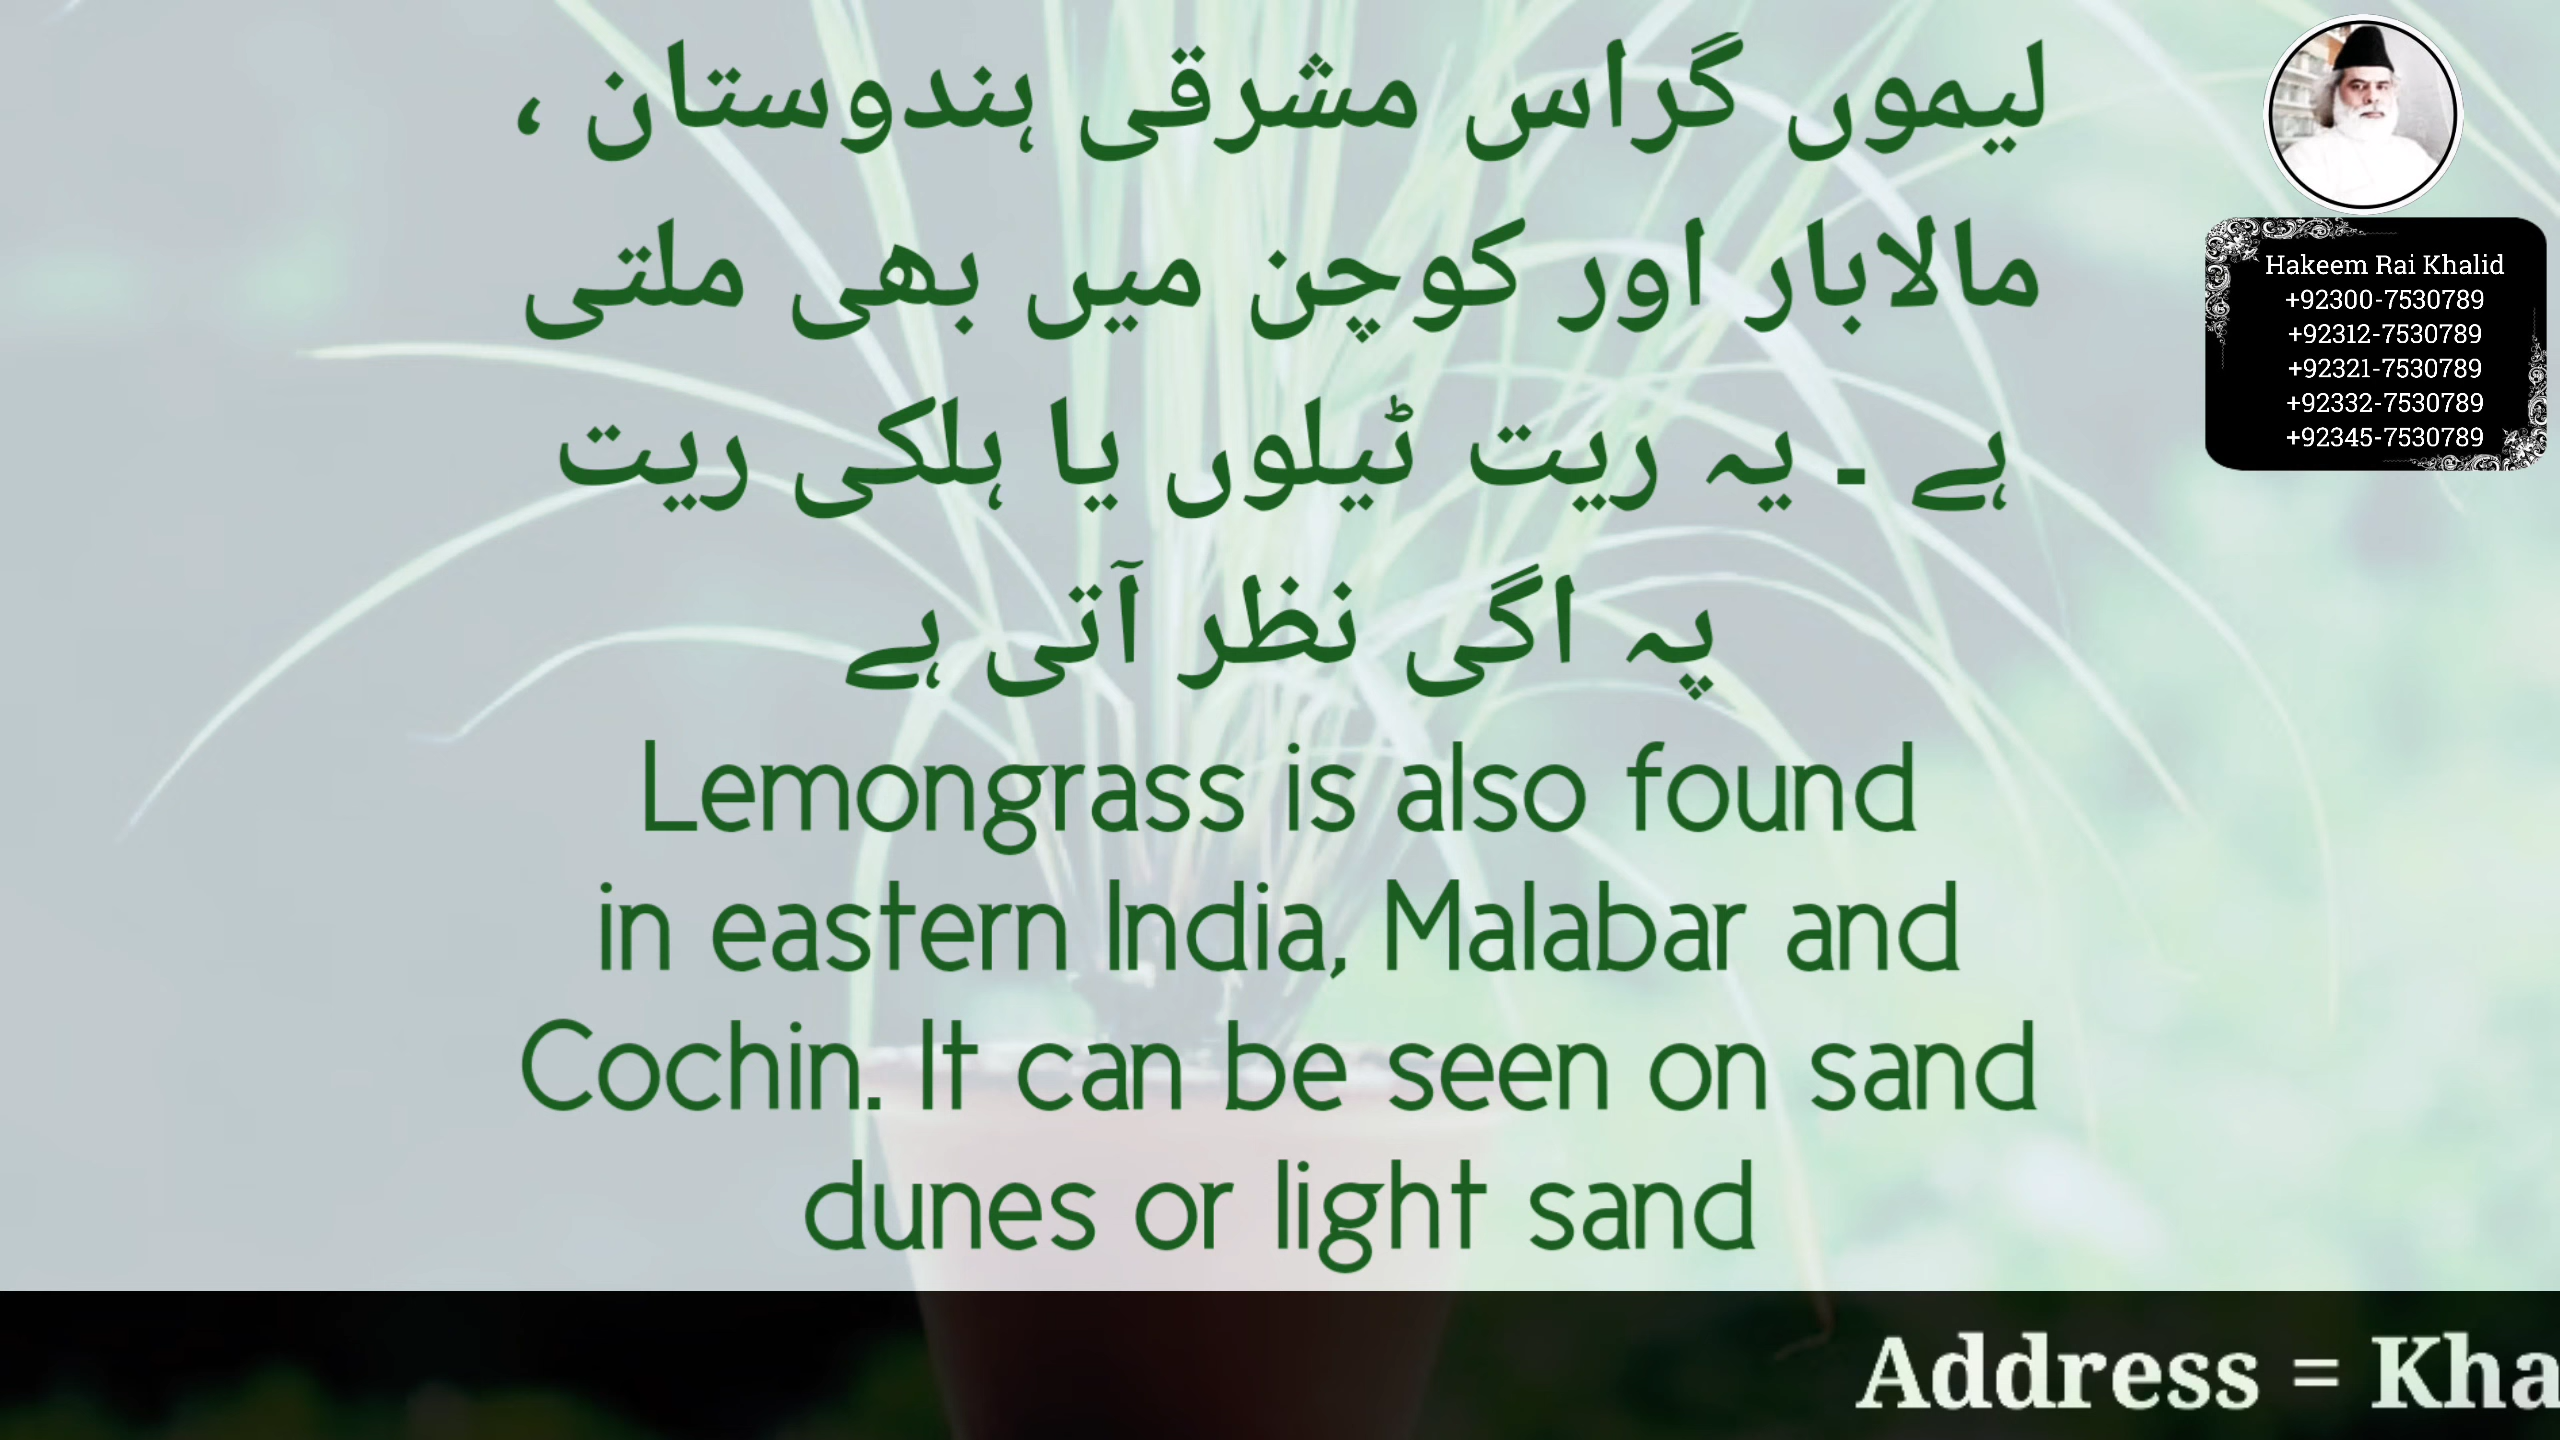 لیموں گراس مشرقی ہندوستان ،
مالابار اور کوچن میں بھی ملتی
ہے ۔ یہ ریت ٹیلوں یا ہلکی ریت
پہ اگی نظر آتی ہے
Lemongrass is also found
in eastern India, Malabar and
Cochin. It can be seen on sand
dunes or light sand
Hakeem Rai Khalid
+92300-7530789
+92312-7530789
+92321-7530789
+92332-7530789
+92345-7530789
Address = Kha